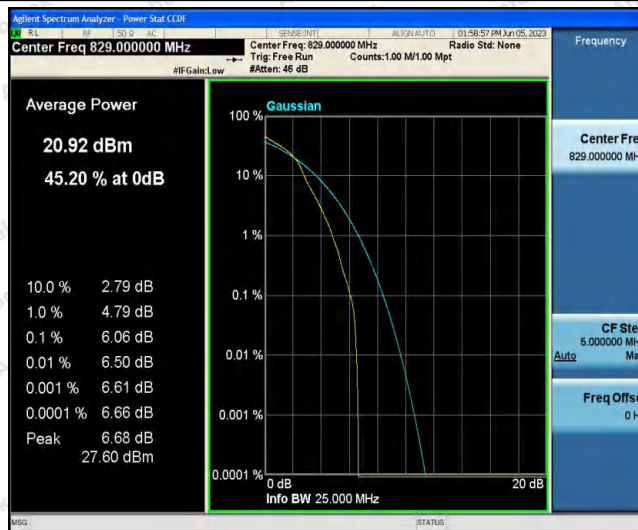 Agilent Spectrum Analyzer - Power Stat CCDF
RL RF 50 Ω AC SENSE:INT ALIGN AUTO 01:58:57 PM Jun 05, 2023
Center Freq 829.000000 MHz
Center Freq: 829.000000 MHz Radio Std: None
Trig: Free Run Counts:1.00 M/1.00 Mpt
#IFGain:Low #Atten: 46 dB
Frequency
Average Power
20.92 dBm
45.20 % at 0dB
10.0 % 2.79 dB
1.0 % 4.79 dB
0.1 % 6.06 dB
0.01 % 6.50 dB
0.001 % 6.61 dB
0.0001 % 6.66 dB
Peak 6.68 dB
27.60 dBm
Gaussian
100 %
10 %
1 %
0.1 %
0.01 %
0.001 %
0.0001 %
0 dB 20 dB
Info BW 25.000 MHz
Center Fre
829.000000 MH
CF Ste
5.000000 MH
Auto Ma
Freq Offs
0 H
MSG STATUS